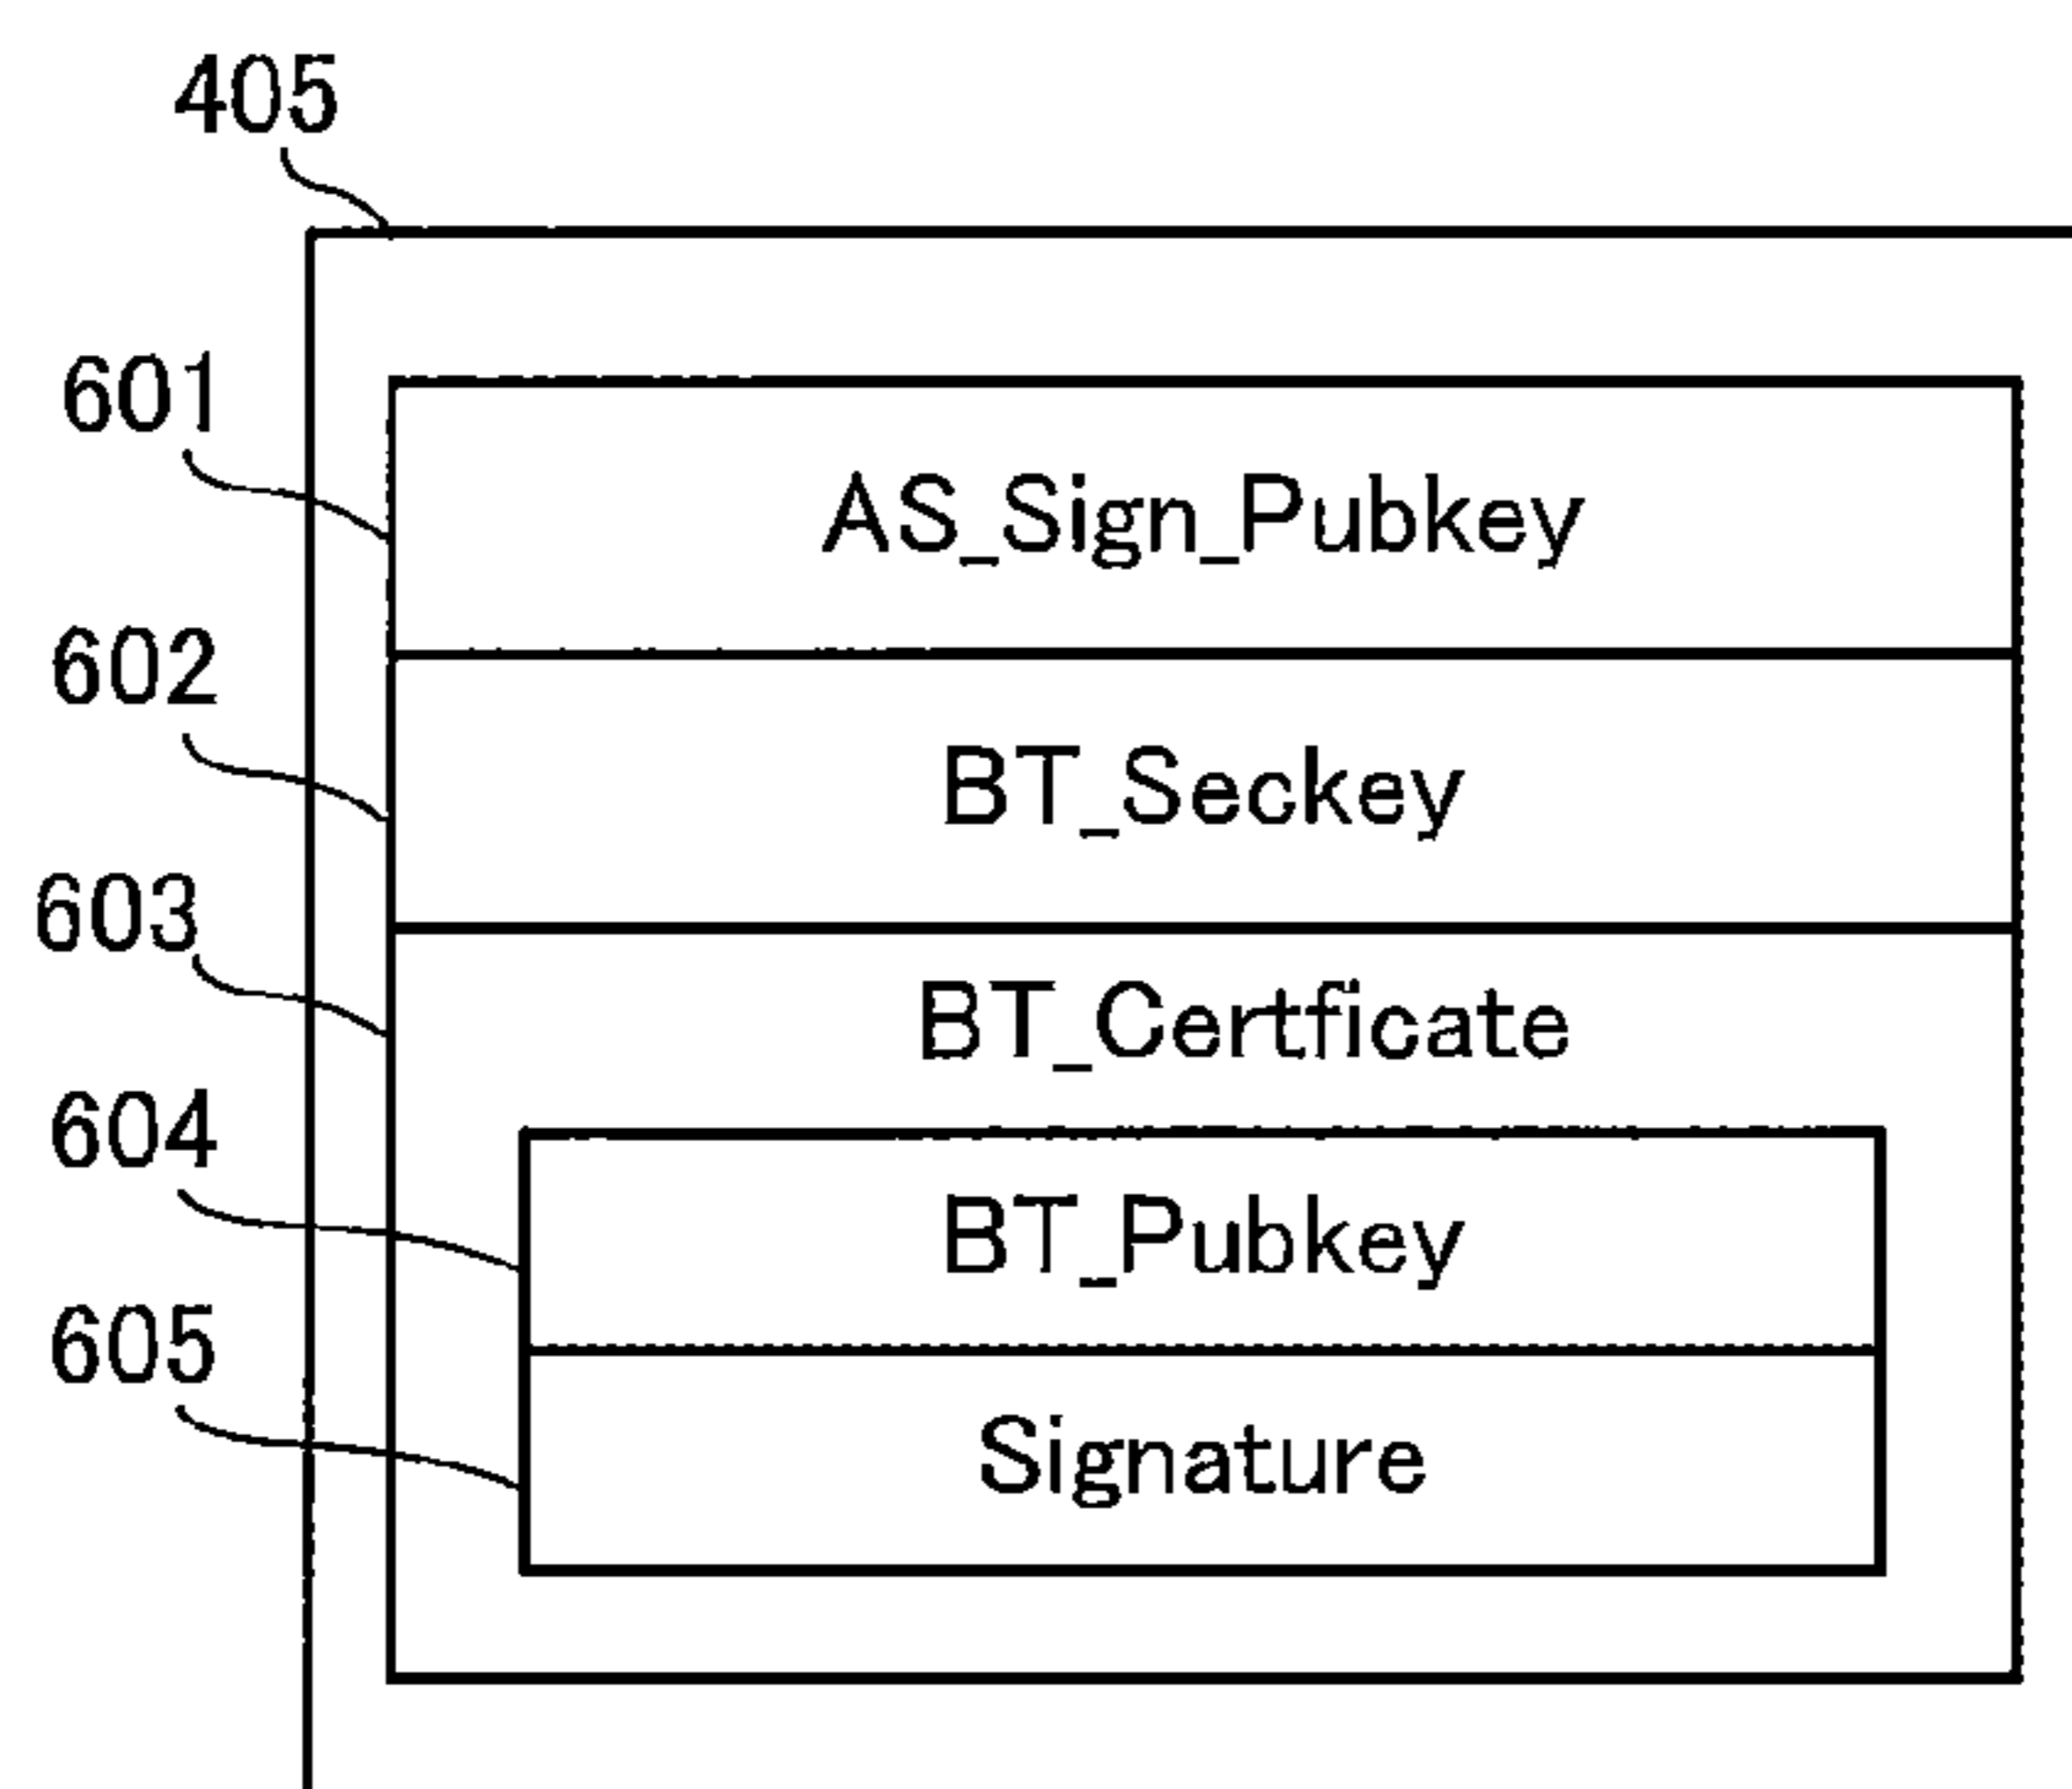 405
601
AS_Sign_Pubkey
602
BT_Seckey
603
BT_Certficate
604
BT_Pubkey
605
Signature